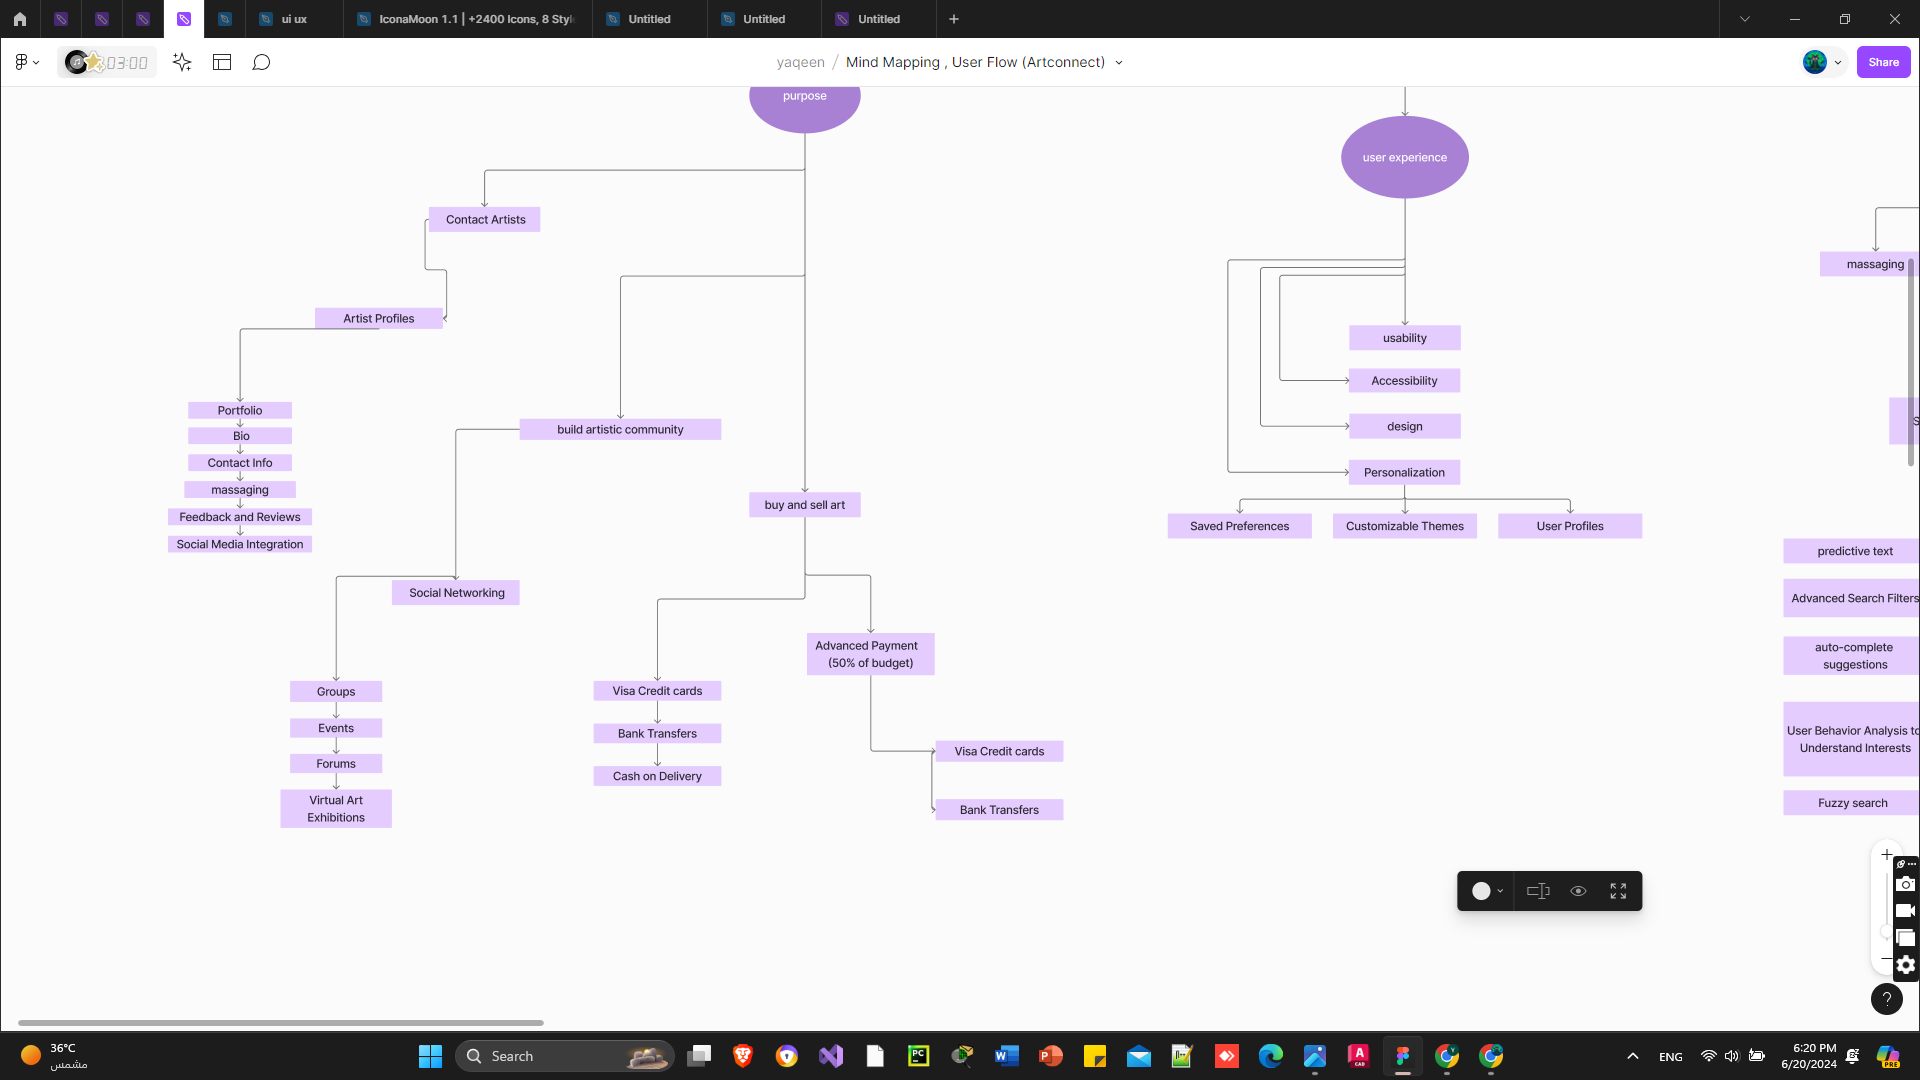 ui ux
IconaMoon 1.1 | +2400 Icons, 8 Styl
Untitled
Untitled
Untitled
03:00
yaqeen / Mind Mapping , User Flow (Artconnect)
Share
purpose
user experience
Contact Artists
massaging
Artist Profiles
usability
Accessibility
Portfolio
design
build artistic community
Bio
Contact Info
Personalization
massaging
buy and sell art
Feedback and Reviews
Saved Preferences
Customizable Themes
User Profiles
Social Media Integration
predictive text
Social Networking
Advanced Search Filters
Advanced Payment
(50% of budget)
auto-complete
suggestions
Groups
Visa Credit cards
Events
Bank Transfers
User Behavior Analysis to
Understand Interests
Forums
Visa Credit cards
Cash on Delivery
Virtual Art
Exhibitions
Fuzzy search
Bank Transfers
36°C
مشمس
Search
ENG
6:20 PM
6/20/2024